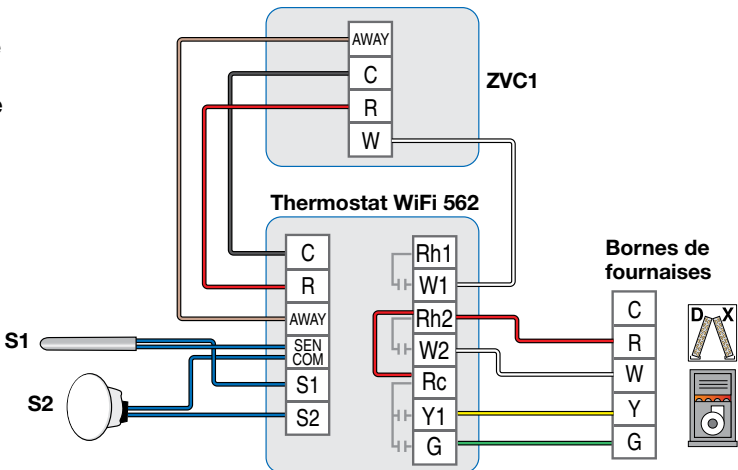 e
e
AWAY
C
R
W
ZVC1
Thermostat WiFi 562
C
R
AWAY
SEN
COM
S1
S2
Rh1
W1
Rh2
W2
Rc
Y1
G
S1
S2
Bornes de
fournaises
C
R
W
Y
G
D X